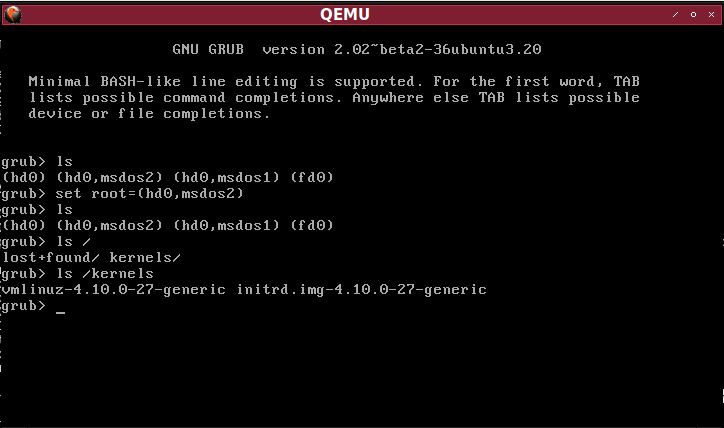 QEMU
GNU GRUB  version 2.02~beta2-36ubuntu3.20
Minimal BASH-like line editing is supported. For the first word, TAB
lists possible command completions. Anywhere else TAB lists possible
device or file completions.
grub> ls
(hd0) (hd0,msdos2) (hd0,msdos1) (fd0)
grub> set root=(hd0,msdos2)
grub> ls
(hd0) (hd0,msdos2) (hd0,msdos1) (fd0)
grub> ls /
lost+found/ kernels/
grub> ls /kernels
vmlinuz-4.10.0-27-generic initrd.img-4.10.0-27-generic
grub> _